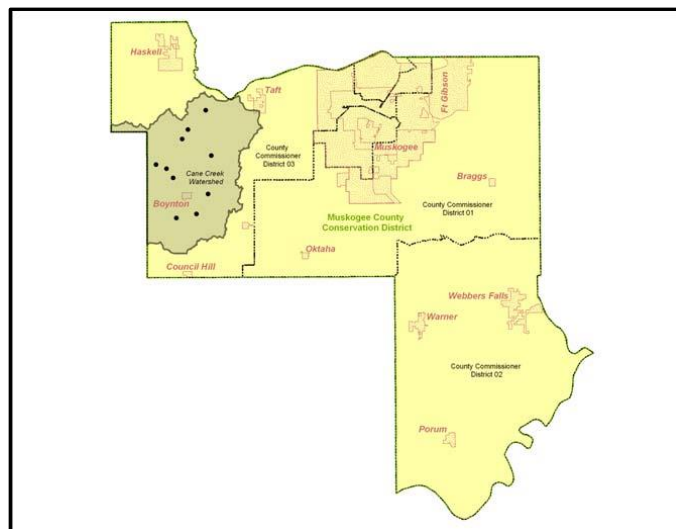 Haskell
Taft
Ft Gibson
County
Commissioner
District 03
Muskogee
Cane Creek
Watershed
Braggs
Boynton
County Commissioner
District 01
Muskogee County
Conservation District
Oktaha
Council Hill
Webbers Falls
Warner
County Commissioner
District 02
Porum